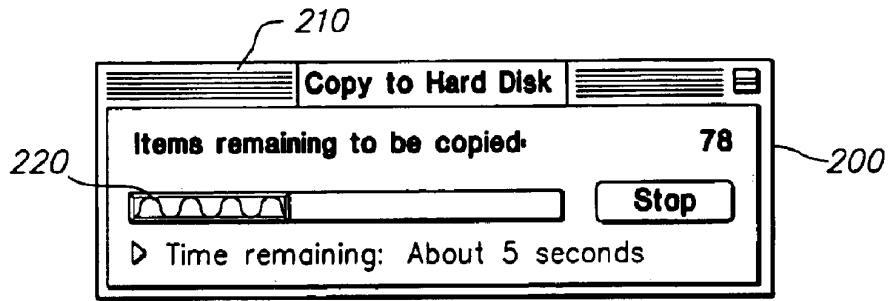 210
Copy to Hard Disk
Items remaining to be copied: 78
200
220
Stop
Time remaining: About 5 seconds